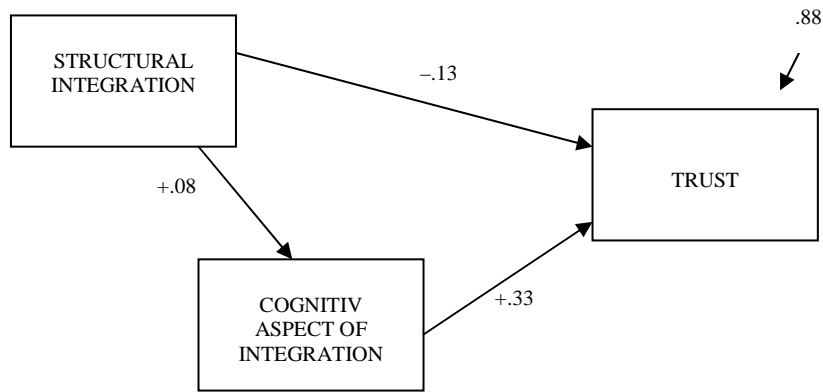 .88
STRUCTURAL
INTEGRATION
–.13
TRUST
+.08
COGNITIV
ASPECT OF
INTEGRATION
+.33